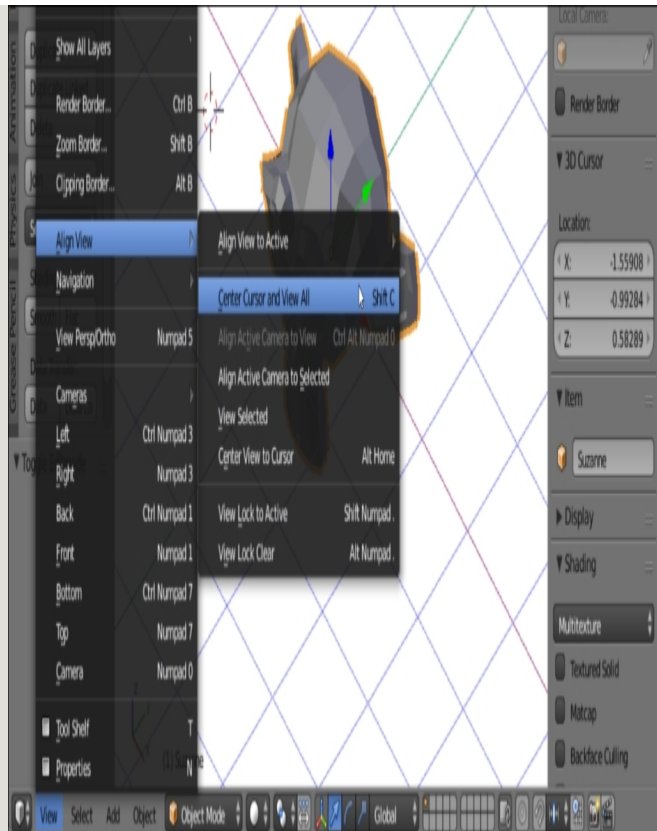 Show All Layers `
Render Border... Ctrl B
Zoom Border... Shift B
Clipping Border... Alt B
Align View
Navigation
View Persp/Ortho Numpad 5
Cameras
Left Ctrl Numpad 3
Right Numpad 3
Back Ctrl Numpad 1
Front Numpad 1
Bottom Ctrl Numpad 7
Top Numpad 7
Camera Numpad 0
Tool Shelf T
Properties N
Align View to Active
Center Cursor and View All Shift C
Align Active Camera to View Ctrl Alt Numpad 0
Align Active Camera to Selected
View Selected
Center View to Cursor Alt Home
View Lock to Active Shift Numpad .
View Lock Clear Alt Numpad .
Animation
Physics
Grease Pencil
Local Camera:
Render Border
3D Cursor
Location:
X: -1.55908
Y: -0.99284
Z: 0.58289
Item
Suzanne
Display
Shading
Multitexture
Textured Solid
Matcap
Backface Culling
View Select Add Object Object Mode Global